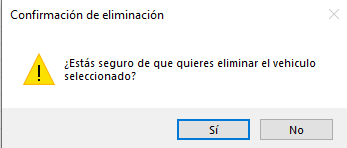 Confirmación de eliminación
¿Estás seguro de que quieres eliminar el vehiculo
seleccionado?
Sí
No